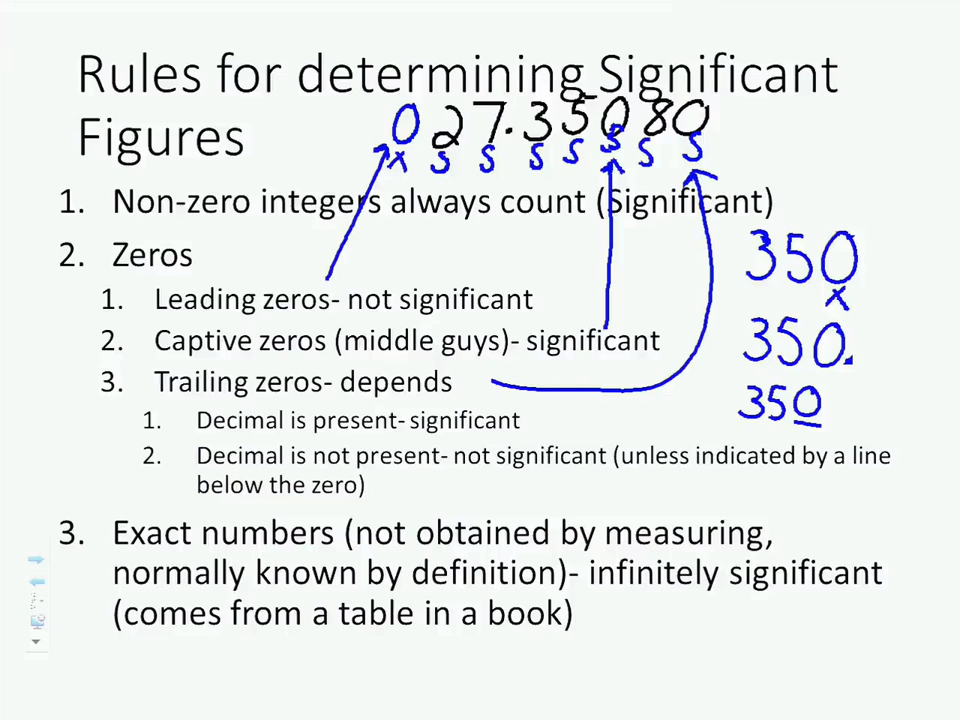 Rules for determining Significant
Figures
0 27.35080
x s s s s s s s
1. Non-zero integers always count (Significant)
2. Zeros
1. Leading zeros- not significant
2. Captive zeros (middle guys)- significant
3. Trailing zeros- depends
1. Decimal is present- significant
2. Decimal is not present- not significant (unless indicated by a line
below the zero)
3. Exact numbers (not obtained by measuring,
normally known by definition)- infinitely significant
(comes from a table in a book)
350
x
350.
350